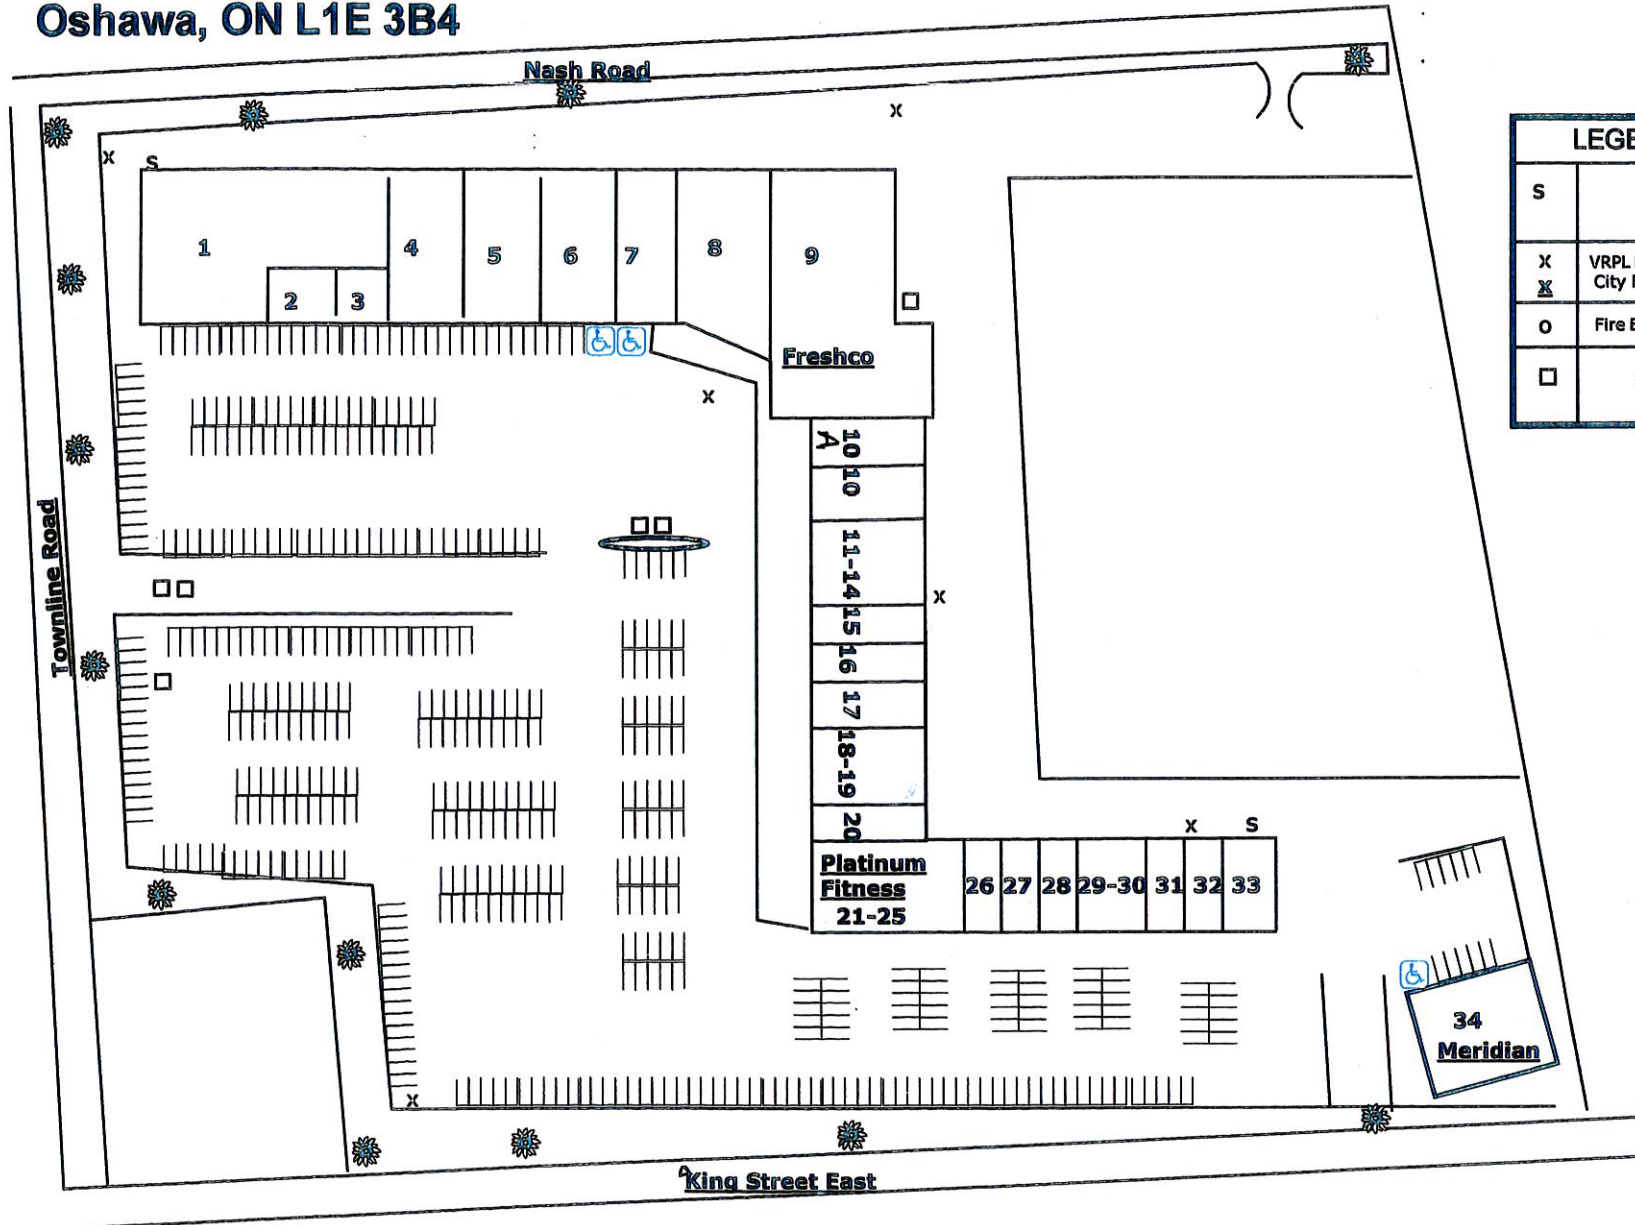 Oshawa, ON L1E 3B4
Nash Road
X
X
S
LEGE
S
X VRPL
X City
O Fire E
1
2
3
4
5
6
7
8
9
Freshco
X
10
A
10
11-14
15
16
17
18-19
20
X
Townline Road
X
S
Platinum
Fitness
21-25
26
27
28
29-30
31
32
33
34
Meridian
X
King Street East